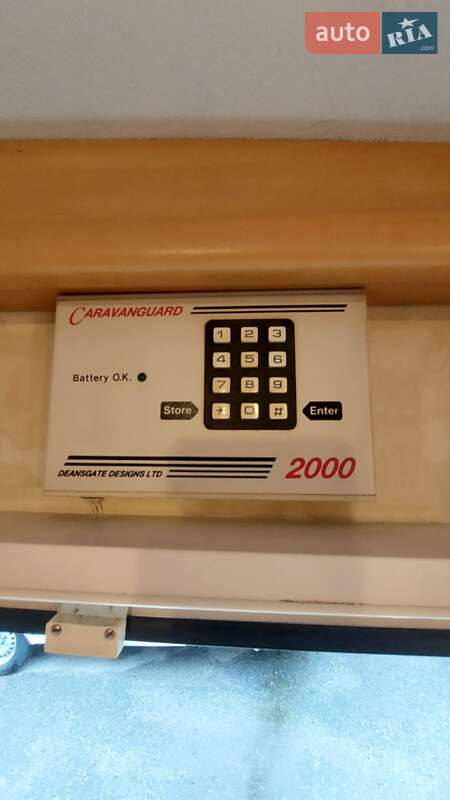 auto RIA.com
CARAVANGUARD
1 2 3
4 5 6
7 8 9
* 0 #
Battery O.K.
Store
Enter
DEANSGATE DESIGNS LTD
2000